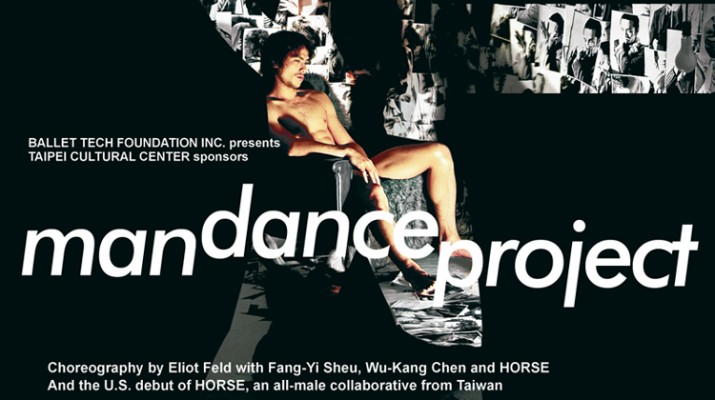 BALLET TECH FOUNDATION INC. presents
TAIPEI CULTURAL CENTER sponsors
mandanceproject
Choreography by Eliot Feld with Fang-Yi Sheu, Wu-Kang Chen and HORSE
And the U.S. debut of HORSE, an all-male collaborative from Taiwan